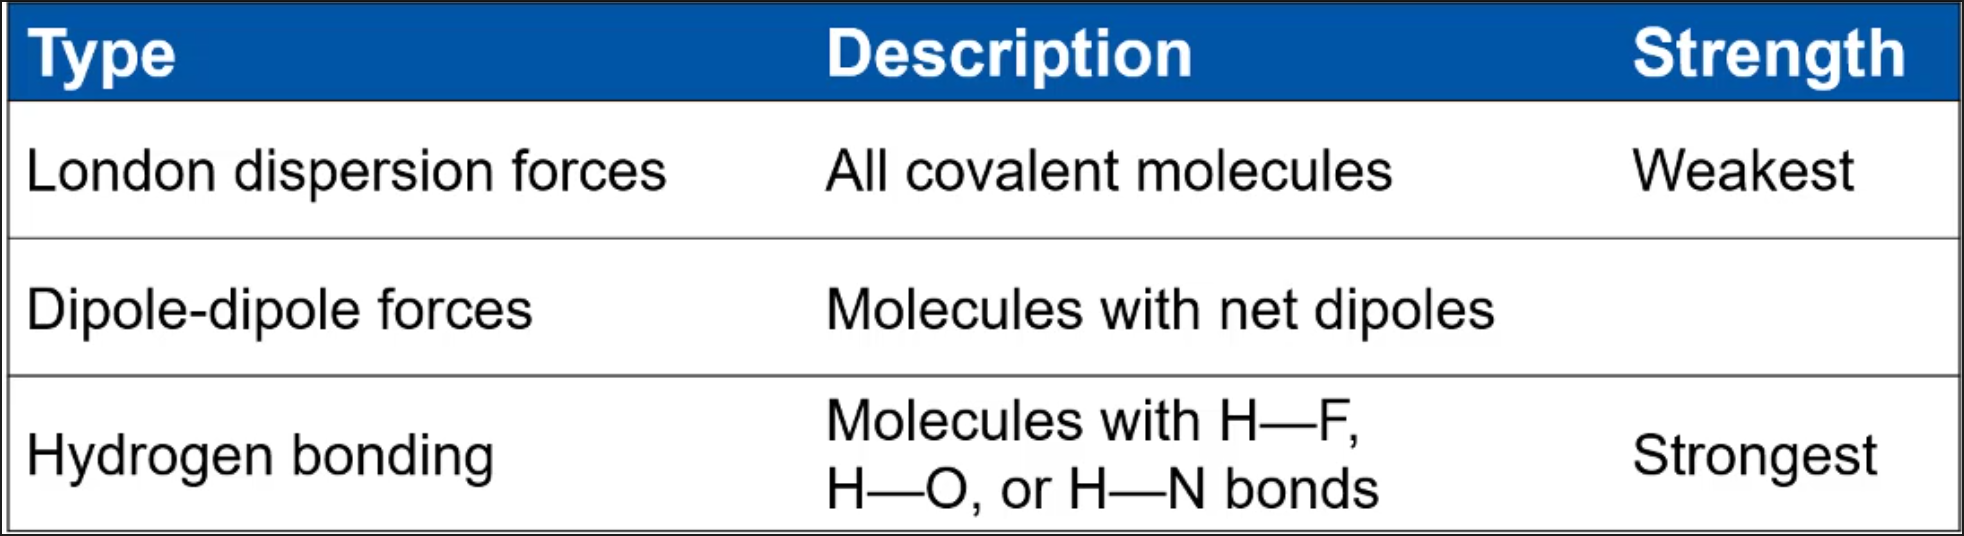 Type Description Strength
London dispersion forces All covalent molecules Weakest
Dipole-dipole forces Molecules with net dipoles
Hydrogen bonding Molecules with H—F,
H—O, or H—N bonds Strongest